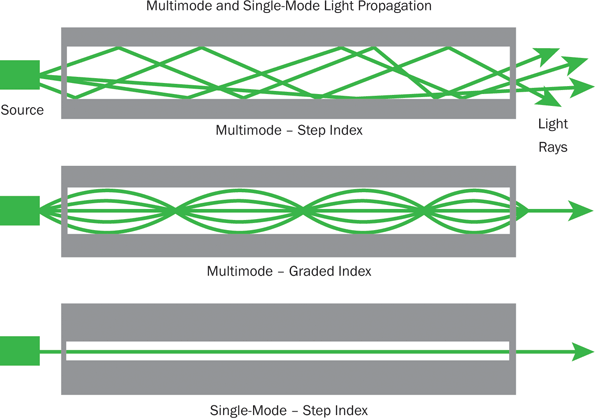 Multimode and Single-Mode Light Propagation
Source
Multimode – Step Index
Light
Rays
Multimode – Graded Index
Single-Mode – Step Index